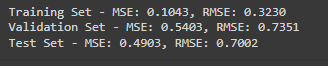 Training Set - MSE: 0.1043, RMSE: 0.3230
Validation Set - MSE: 0.5403, RMSE: 0.7351
Test Set - MSE: 0.4903, RMSE: 0.7002